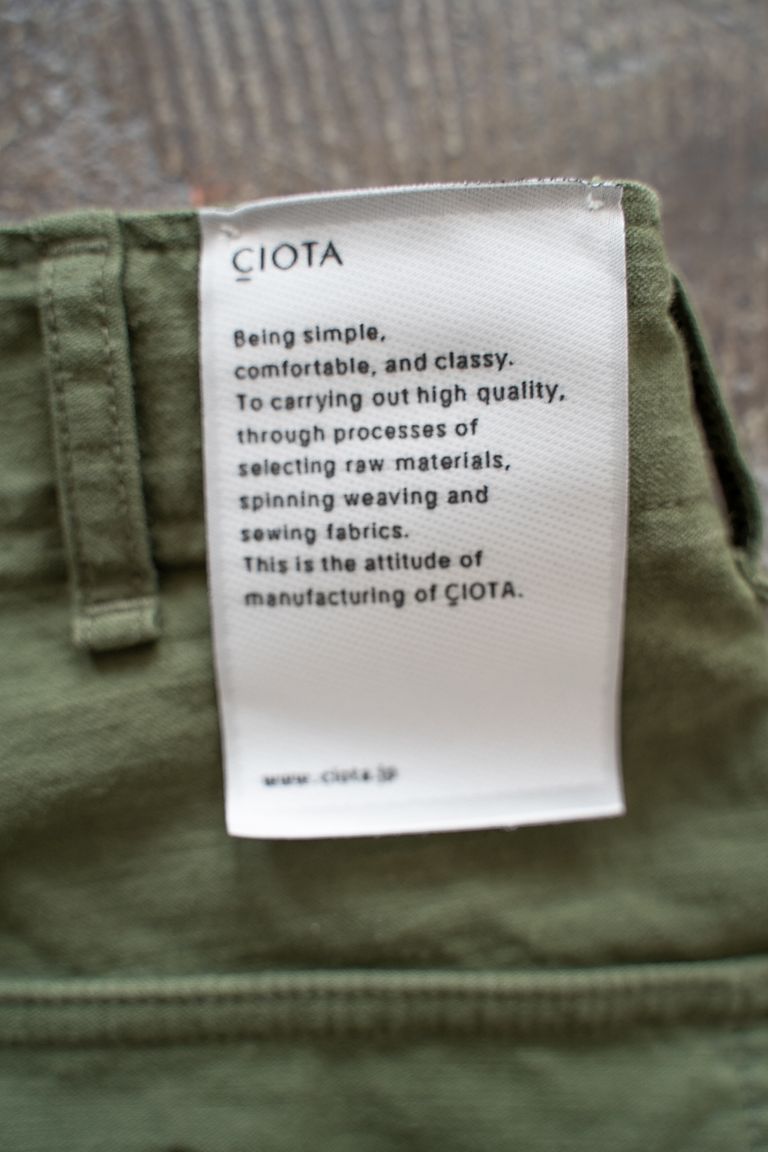 ÇIOTA
Being simple,
comfortable, and classy.
To carrying out high quality,
through processes of
selecting raw materials,
spinning weaving and
sewing fabrics.
This is the attitude of
manufacturing of ÇIOTA.
www.ciota.jp